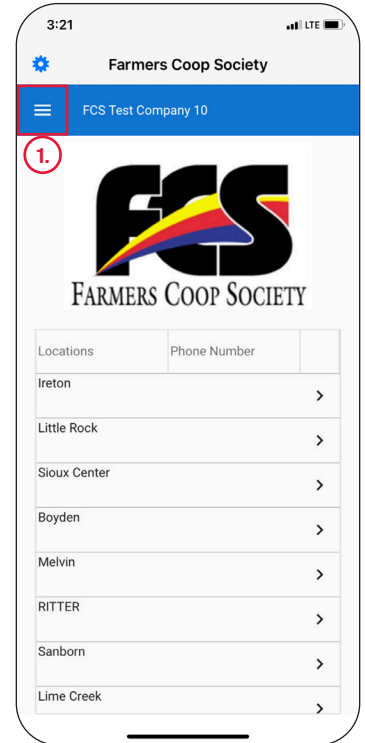 3:21 LTE
Farmers Coop Society
FCS Test Company 10
1.
FCS
FARMERS COOP SOCIETY
Locations Phone Number
Ireton
Little Rock
Sioux Center
Boyden
Melvin
RITTER
Sanborn
Lime Creek